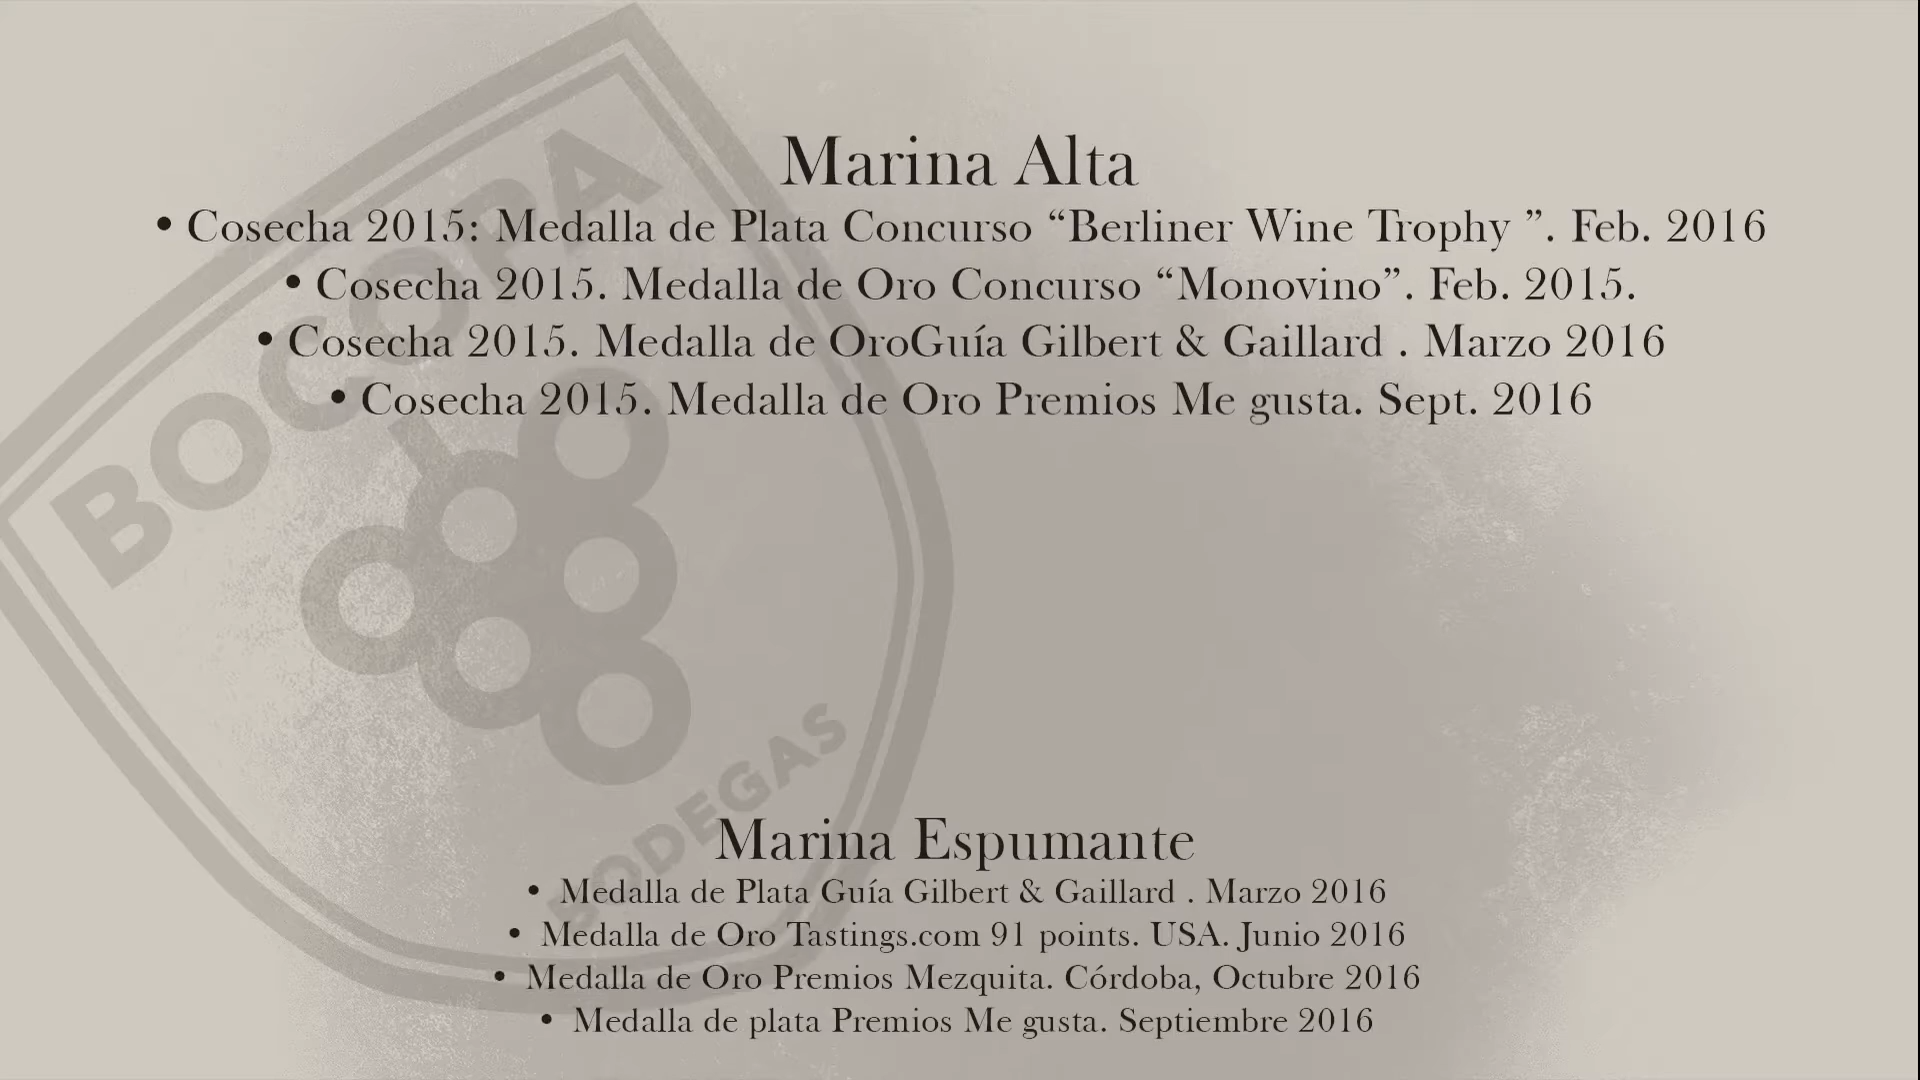 BOCOPA
Marina Alta
• Cosecha 2015: Medalla de Plata Concurso “Berliner Wine Trophy ”. Feb. 2016
• Cosecha 2015. Medalla de Oro Concurso “Monovino”. Feb. 2015.
• Cosecha 2015. Medalla de OroGuía Gilbert & Gaillard . Marzo 2016
• Cosecha 2015. Medalla de Oro Premios Me gusta. Sept. 2016
BODEGAS
Marina Espumante
• Medalla de Plata Guía Gilbert & Gaillard . Marzo 2016
• Medalla de Oro Tastings.com 91 points. USA. Junio 2016
• Medalla de Oro Premios Mezquita. Córdoba, Octubre 2016
• Medalla de plata Premios Me gusta. Septiembre 2016